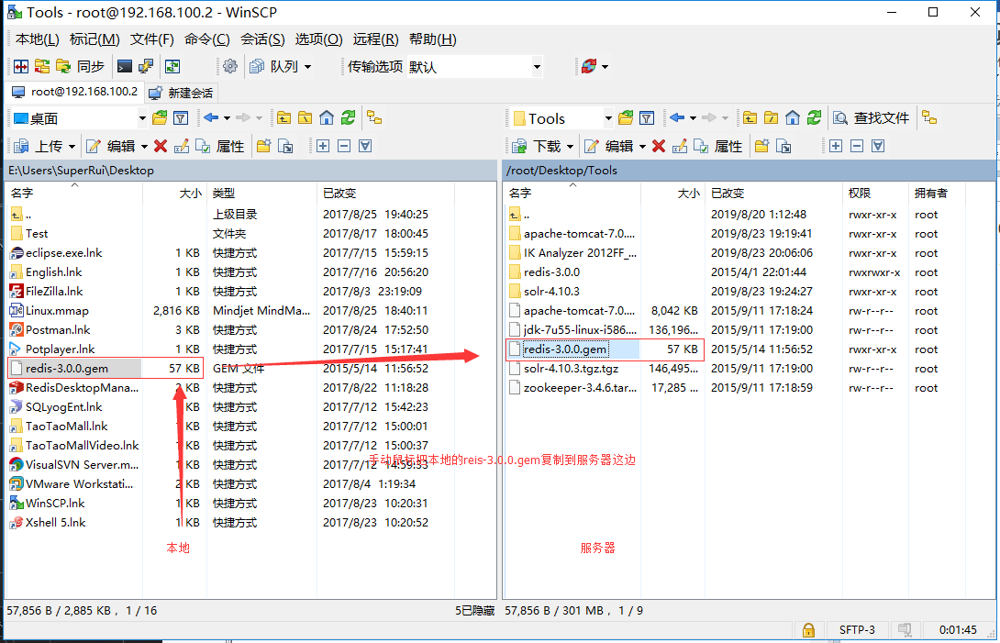 Tools - root@192.168.100.2 - WinSCP
本地(L) 标记(M) 文件(F) 命令(C) 会话(S) 选项(O) 远程(R) 帮助(H)
同步 队列 传输选项 默认
root@192.168.100.2 新建会话
桌面
上传 编辑 属性
E:\Users\SuperRui\Desktop
名字 大小 类型 已改变
.. 上级目录 2017/8/25 19:40:25
Test 文件夹 2017/8/17 18:00:45
eclipse.exe.lnk 1 KB 快捷方式 2017/7/15 15:59:15
English.lnk 1 KB 快捷方式 2017/7/16 20:56:20
FileZilla.lnk 1 KB 快捷方式 2017/8/3 23:19:09
Linux.mmap 2,816 KB Mindjet MindMa... 2017/8/25 18:40:11
Postman.lnk 3 KB 快捷方式 2017/8/24 17:52:50
Potplayer.lnk 1 KB 快捷方式 2017/7/15 15:17:41
redis-3.0.0.gem 57 KB GEM 文件 2015/5/14 11:56:52
RedisDesktopMana... 2 KB 快捷方式 2017/8/22 11:18:28
SQLyogEnt.lnk 1 KB 快捷方式 2017/7/12 15:42:23
TaoTaoMall.lnk 1 KB 快捷方式 2017/7/12 15:00:01
TaoTaoMallVideo.lnk 1 KB 快捷方式 2017/7/12 15:00:37
VisualSVN Server.m... 1 KB 快捷方式 2017/7/12 14:59:33
VMware Workstati... 2 KB 快捷方式 2017/8/4 1:19:34
WinSCP.lnk 1 KB 快捷方式 2017/8/23 10:20:31
Xshell 5.lnk 1 KB 快捷方式 2017/8/23 10:20:52
本地
57,856 B / 2,885 KB , 1 / 16 5已隐藏
Tools 查找文件
下载 编辑 属性
/root/Desktop/Tools
名字 大小 已改变 权限 拥有者
.. 2019/8/20 1:12:48 rwxr-xr-x root
apache-tomcat-7.0.... 2019/8/23 19:19:41 rwxr-xr-x root
IK Analyzer 2012FF_... 2019/8/23 20:06:06 rwxr-xr-x root
redis-3.0.0 2015/4/1 22:01:44 rwxrwxr-x root
solr-4.10.3 2019/8/23 19:24:27 rwxr-xr-x root
apache-tomcat-7.0.... 8,042 KB 2015/9/11 17:18:24 rw-r--r-- root
jdk-7u55-linux-i586.... 136,196... 2015/9/11 17:19:00 rw-r--r-- root
redis-3.0.0.gem 57 KB 2015/5/14 11:56:52 rwxr-xr-x root
solr-4.10.3.tgz.tgz 146,495... 2015/9/11 17:19:00 rw-r--r-- root
zookeeper-3.4.6.tar... 17,285 ... 2015/9/11 17:18:59 rw-r--r-- root
手动鼠标把本地的reis-3.0.0.gem复制到服务器这边
服务器
57,856 B / 301 MB , 1 / 9
SFTP-3 0:01:45